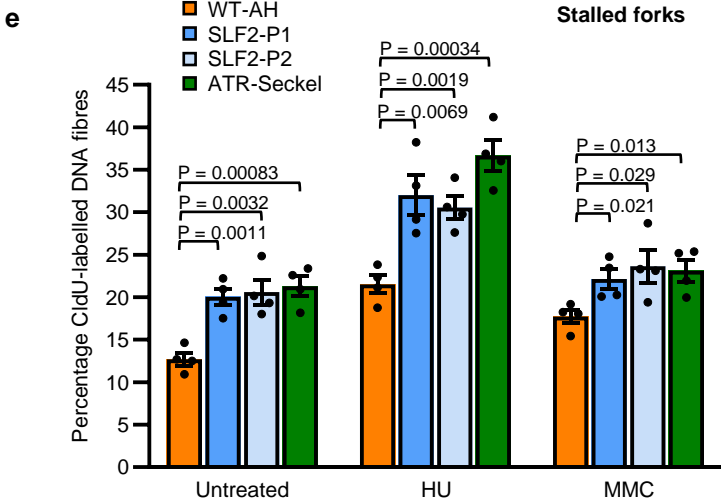 e
WT-AH
SLF2-P1
SLF2-P2
ATR-Seckel
Stalled forks
Percentage CldU-labelled DNA fibres
45
40
35
30
25
20
15
10
5
0
P = 0.00083
P = 0.0032
P = 0.0011
P = 0.00034
P = 0.0019
P = 0.0069
P = 0.013
P = 0.029
P = 0.021
Untreated
HU
MMC